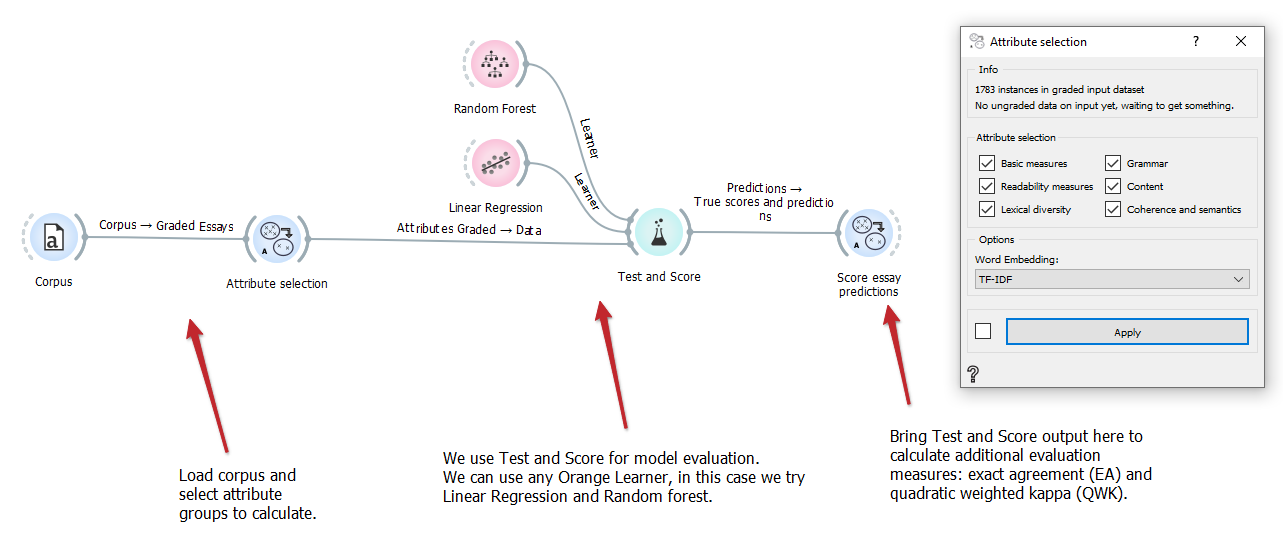 Random Forest
Learner
Linear Regression
Learner
Corpus → Graded Essays
Attributes Graded → Data
Predictions →
True scores and predictio
ns
a
Corpus
A
Attribute selection
Test and Score
A
Score essay
predictions
Load corpus and
select attribute
groups to calculate.
We use Test and Score for model evaluation.
We can use any Orange Learner, in this case we try
Linear Regression and Random forest.
Bring Test and Score output here to
calculate additional evaluation
measures: exact agreement (EA) and
quadratic weighted kappa (QWK).
Attribute selection ?
Info
1783 instances in graded input dataset
No ungraded data on input yet, waiting to get something.
Attribute selection
Basic measures Grammar
Readability measures Content
Lexical diversity Coherence and semantics
Options
Word Embedding:
TF-IDF
Apply
?